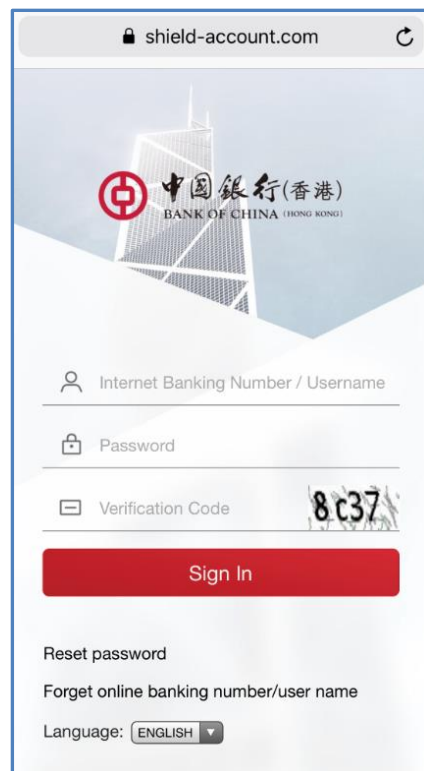 shield-account.com
中國銀行(香港)
BANK OF CHINA (HONG KONG)
Internet Banking Number / Username
Password
Verification Code
8c37
Sign In
Reset password
Forget online banking number/user name
Language: ENGLISH